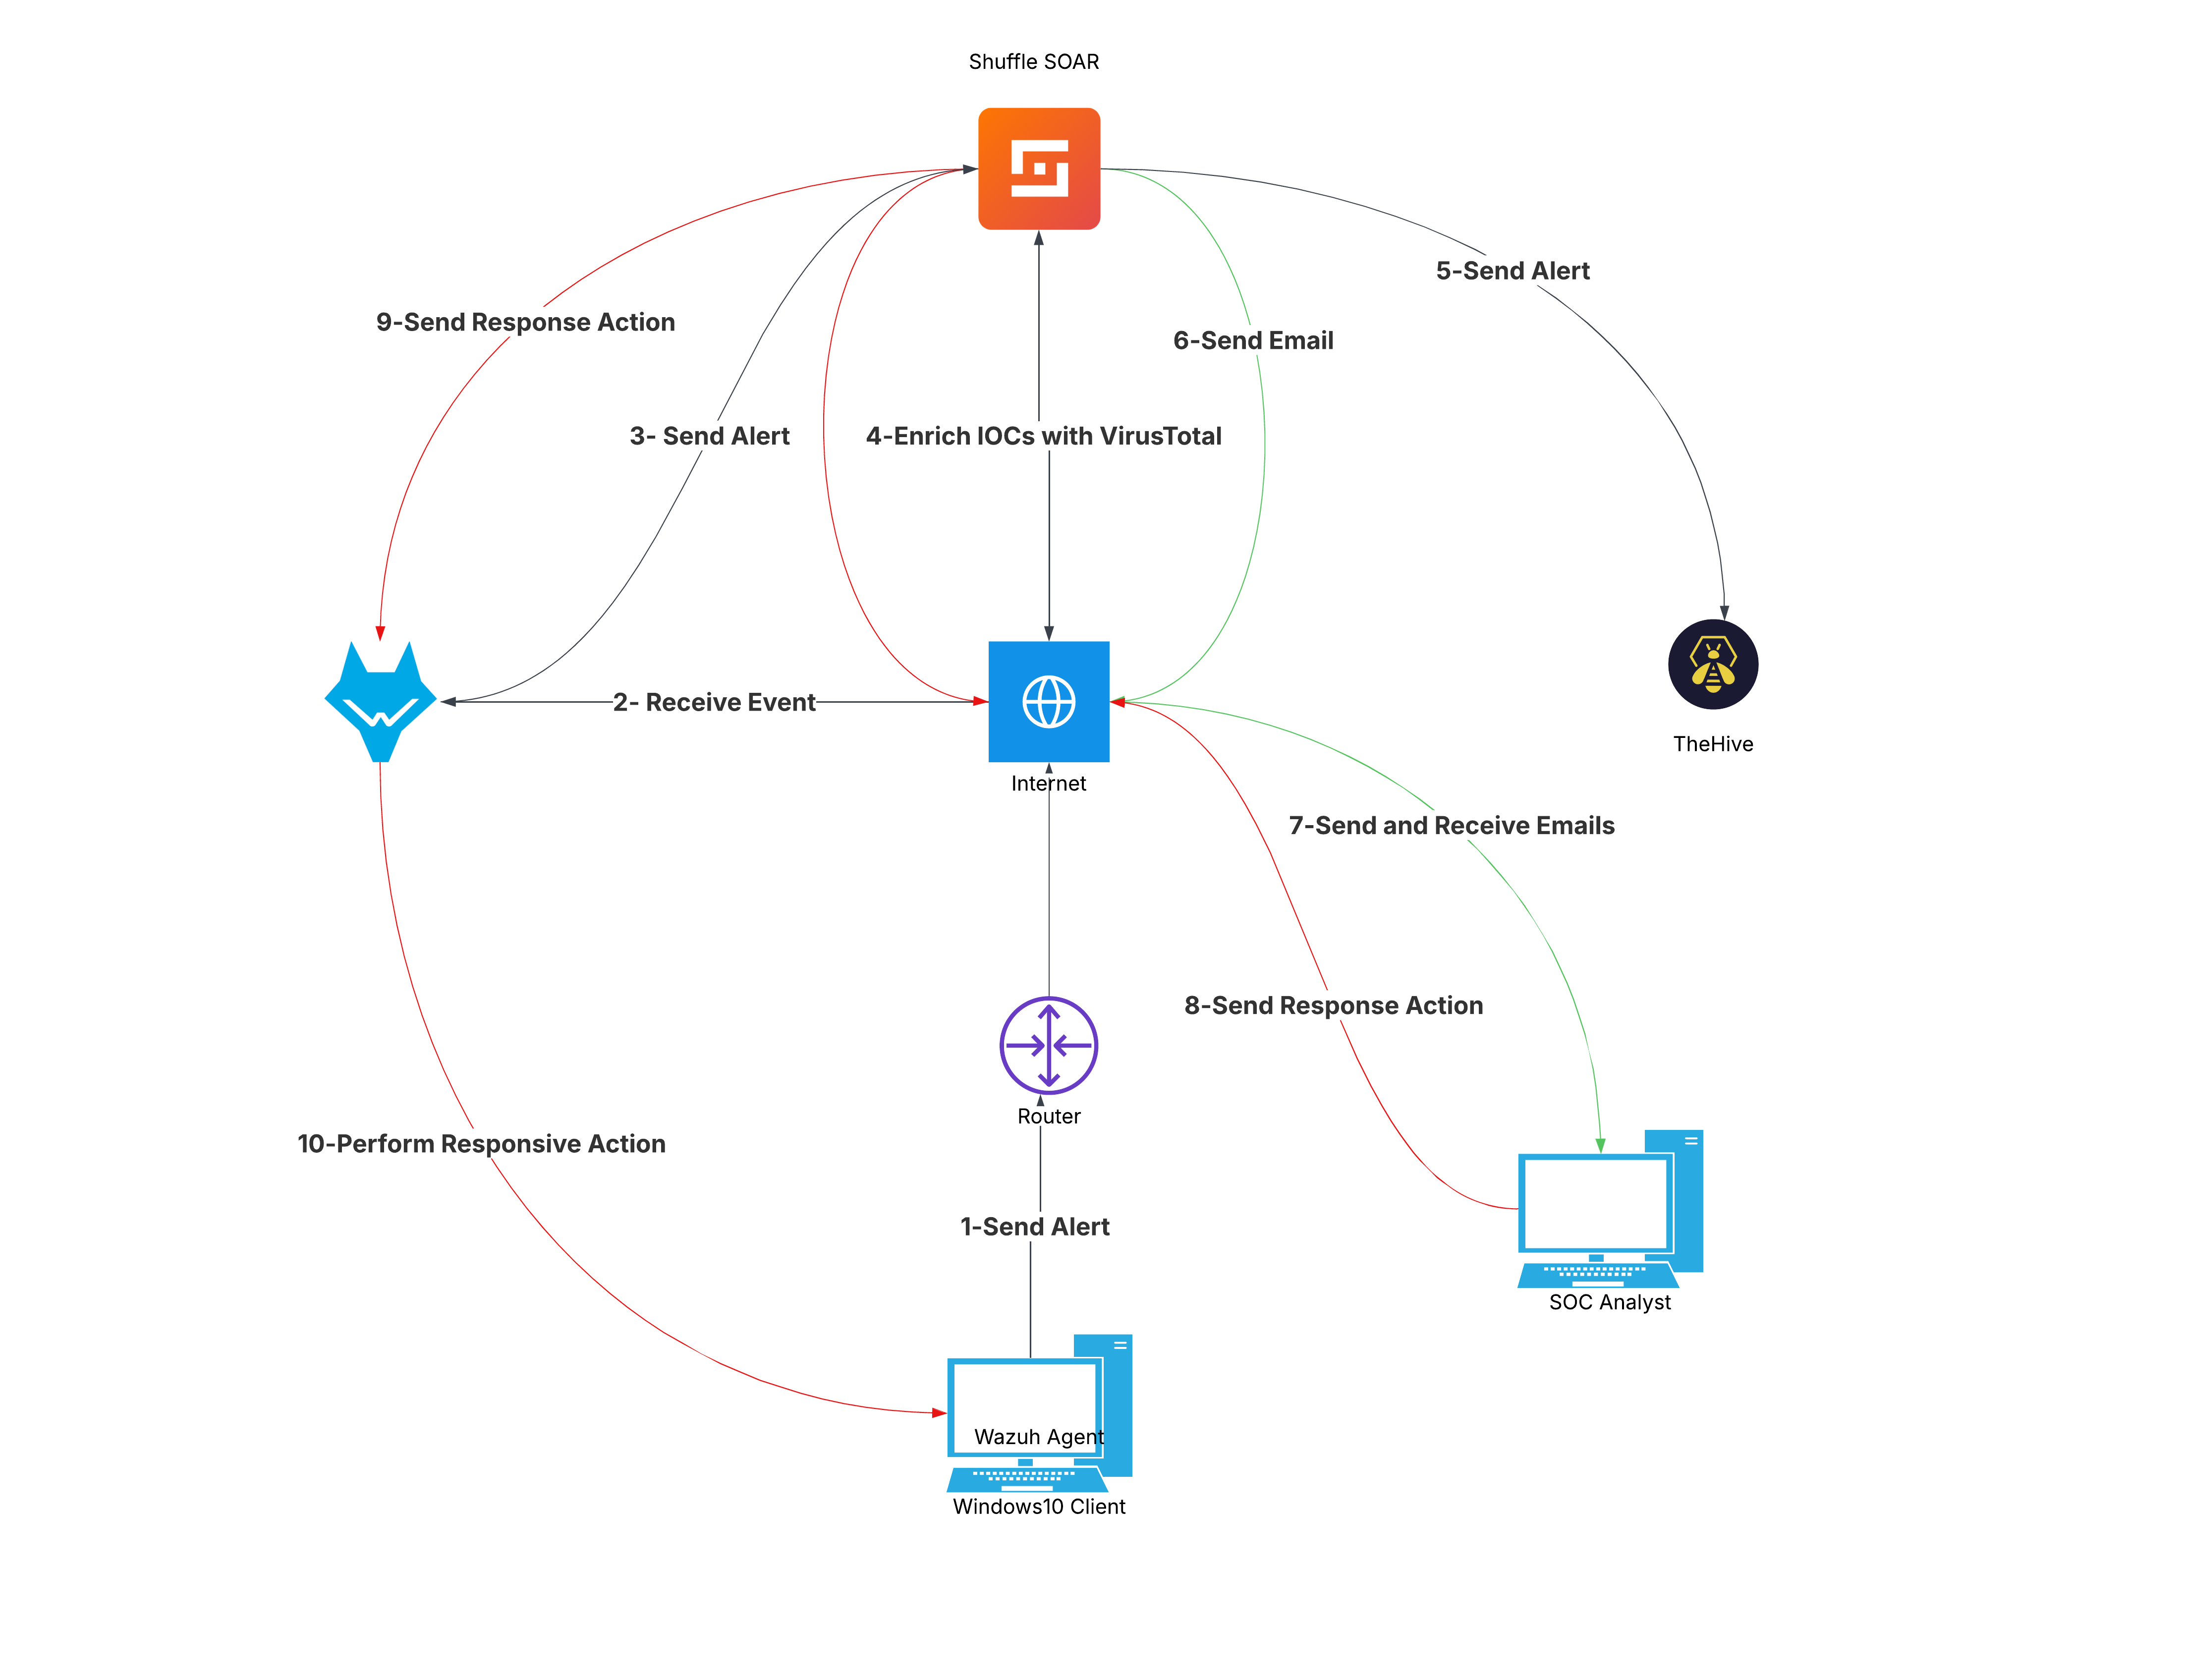 Shuffle SOAR
5-Send Alert
9-Send Response Action
6-Send Email
3- Send Alert
4-Enrich IOCs with VirusTotal
2- Receive Event
TheHive
Internet
7-Send and Receive Emails
8-Send Response Action
Router
10-Perform Responsive Action
1-Send Alert
SOC Analyst
Wazuh Agent
Windows10 Client